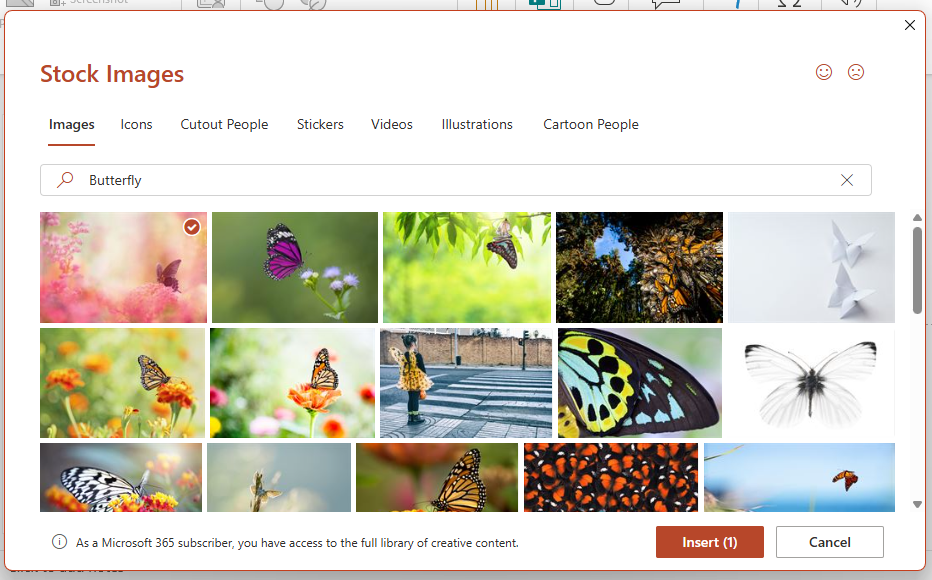 Screenshot
Stock Images
Images Icons Cutout People Stickers Videos Illustrations Cartoon People
Butterfly
As a Microsoft 365 subscriber, you have access to the full library of creative content.
Insert (1) Cancel